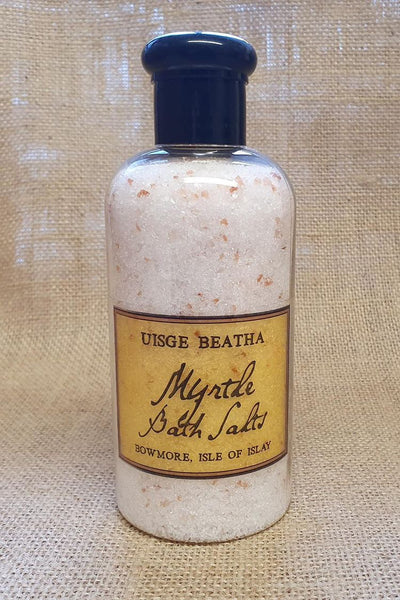 UISGE BEATHA
Myrtle
Bath Salts
BOWMORE, ISLE OF ISLAY